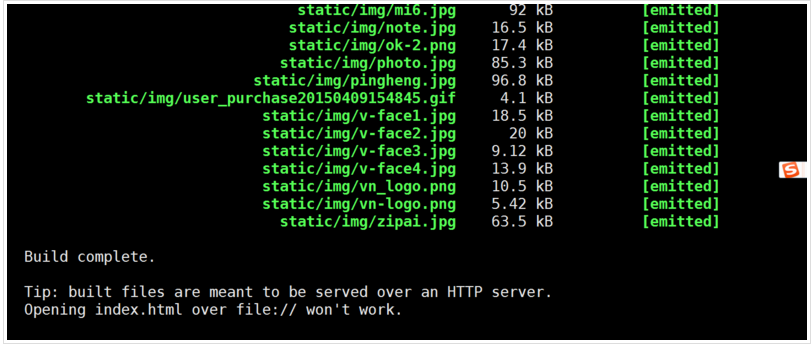 static/img/mi6.jpg 92 kB [emitted]
static/img/note.jpg 16.5 kB [emitted]
static/img/ok-2.png 17.4 kB [emitted]
static/img/photo.jpg 85.3 kB [emitted]
static/img/pingheng.jpg 96.8 kB [emitted]
static/img/user_purchase20150409154845.gif 4.1 kB [emitted]
static/img/v-face1.jpg 18.5 kB [emitted]
static/img/v-face2.jpg 20 kB [emitted]
static/img/v-face3.jpg 9.12 kB [emitted]
static/img/v-face4.jpg 13.9 kB [emitted]
static/img/vn_logo.png 10.5 kB [emitted]
static/img/vn-logo.png 5.42 kB [emitted]
static/img/zipai.jpg 63.5 kB [emitted]
Build complete.
Tip: built files are meant to be served over an HTTP server.
Opening index.html over file:// won't work.